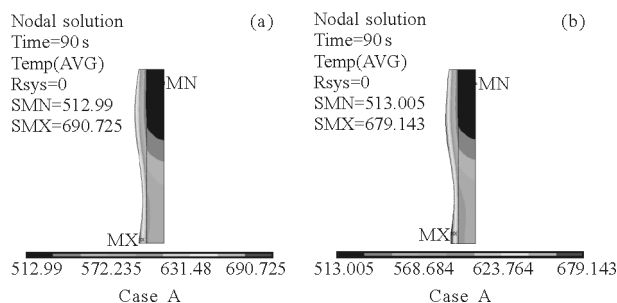 Nodal solution
(a)
Time=90 s
Temp(AVG)
Rsys=0
SMN=512.99
SMX=690.725
MN
MX
512.99 572.235 631.48 690.725
Case A
Nodal solution
(b)
Time=90 s
Temp(AVG)
Rsys=0
SMN=513.005
SMX=679.143
MN
MX
513.005 568.684 623.764 679.143
Case A